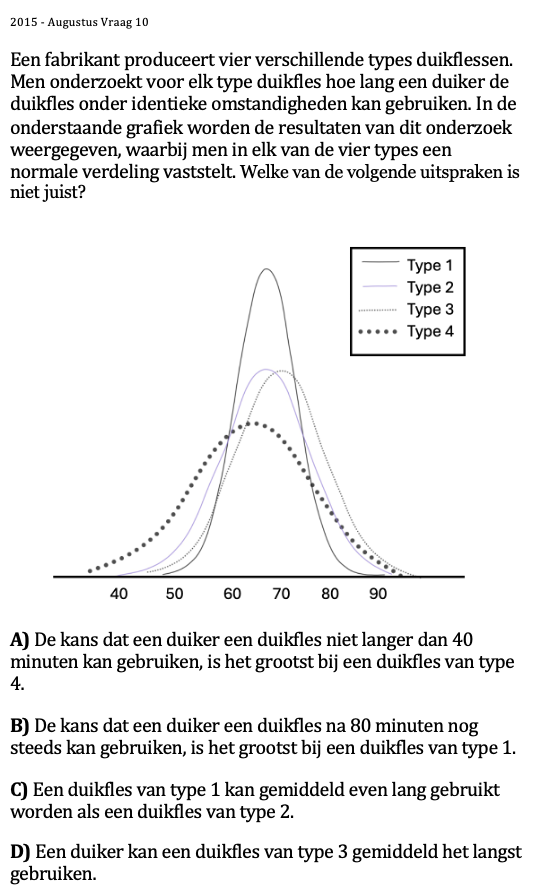 2015 - Augustus Vraag 10
Een fabrikant produceert vier verschillende types duikflessen.
Men onderzoekt voor elk type duikfles hoe lang een duiker de
duikfles onder identieke omstandigheden kan gebruiken. In de
onderstaande grafiek worden de resultaten van dit onderzoek
weergegeven, waarbij men in elk van de vier types een
normale verdeling vaststelt. Welke van de volgende uitspraken is
niet juist?
Type 1
Type 2
Type 3
Type 4
40 50 60 70 80 90
A) De kans dat een duiker een duikfles niet langer dan 40
minuten kan gebruiken, is het grootst bij een duikfles van type
4.
B) De kans dat een duiker een duikfles na 80 minuten nog
steeds kan gebruiken, is het grootst bij een duikfles van type 1.
C) Een duikfles van type 1 kan gemiddeld even lang gebruikt
worden als een duikfles van type 2.
D) Een duiker kan een duikfles van type 3 gemiddeld het langst
gebruiken.